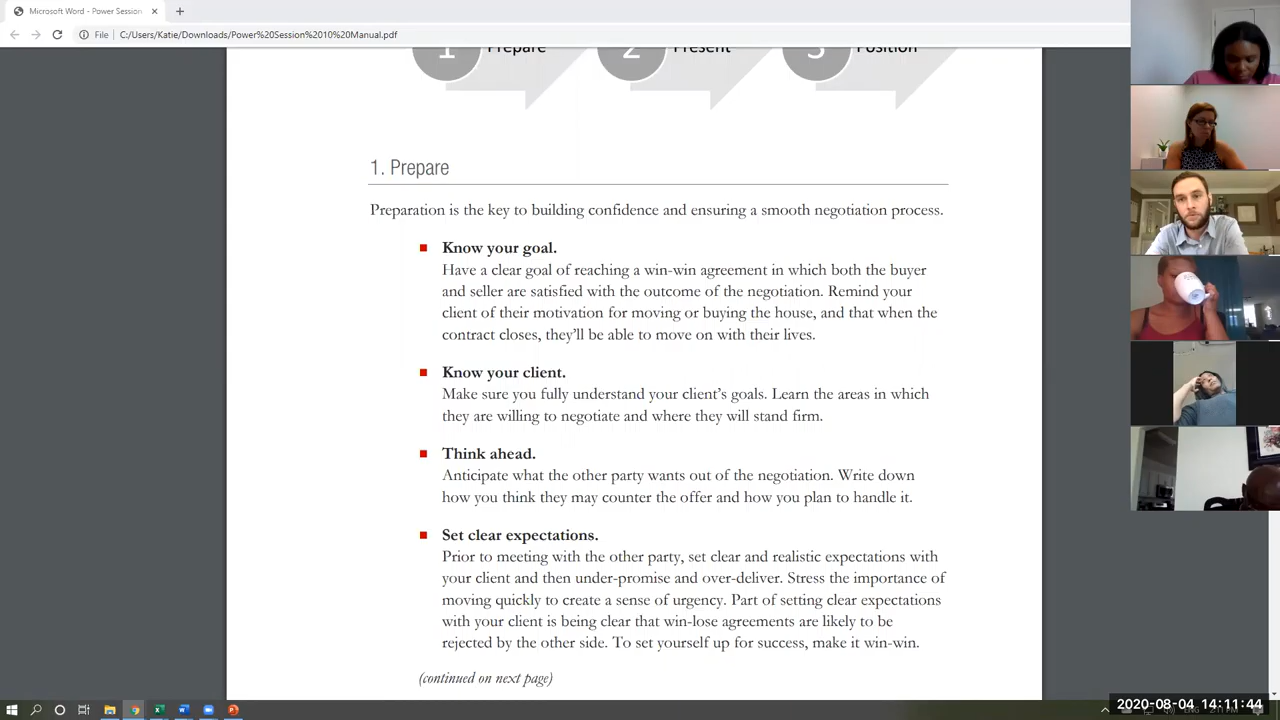 Microsoft Word - Power Session
File
C:/Users/Katie/Downloads/Power%20Session%2010%20Manual.pdf
1 Prepare
2 Present
3 Position
1. Prepare
Preparation is the key to building confidence and ensuring a smooth negotiation process.
Know your goal.
Have a clear goal of reaching a win-win agreement in which both the buyer
and seller are satisfied with the outcome of the negotiation. Remind your
client of their motivation for moving or buying the house, and that when the
contract closes, they’ll be able to move on with their lives.
Know your client.
Make sure you fully understand your client’s goals. Learn the areas in which
they are willing to negotiate and where they will stand firm.
Think ahead.
Anticipate what the other party wants out of the negotiation. Write down
how you think they may counter the offer and how you plan to handle it.
Set clear expectations.
Prior to meeting with the other party, set clear and realistic expectations with
your client and then under-promise and over-deliver. Stress the importance of
moving quickly to create a sense of urgency. Part of setting clear expectations
with your client is being clear that win-lose agreements are likely to be
rejected by the other side. To set yourself up for success, make it win-win.
(continued on next page)
2020-08-04 14:11:44